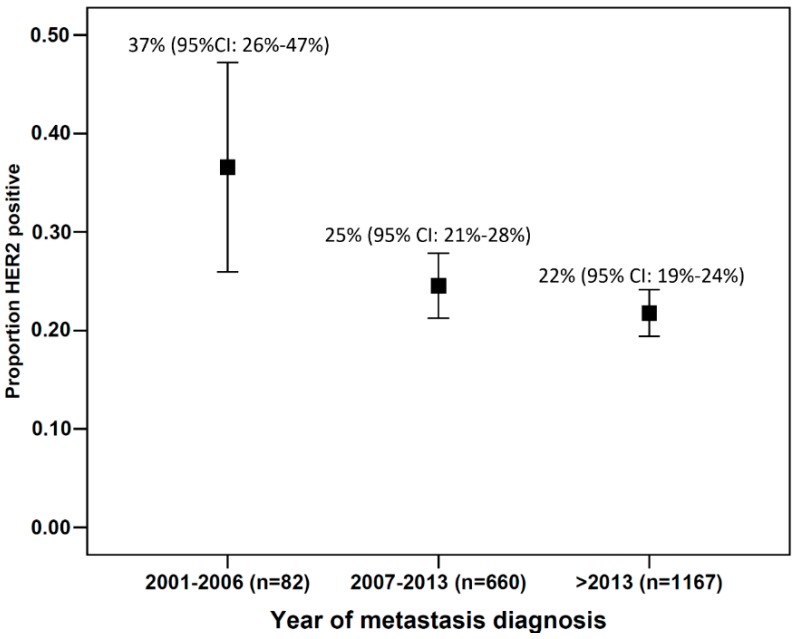 Proportion HER2 positive
0.50
0.40
0.30
0.20
0.10
0.00
37% (95%CI: 26%-47%)
25% (95% CI: 21%-28%)
22% (95% CI: 19%-24%)
2001-2006 (n=82)
2007-2013 (n=660)
>2013 (n=1167)
Year of metastasis diagnosis